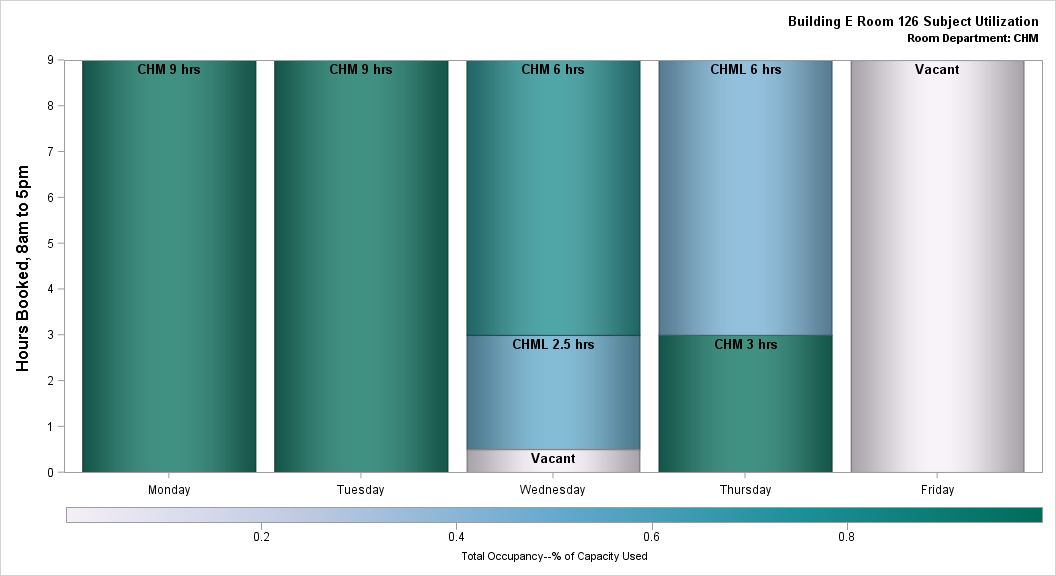 Building E Room 126 Subject Utilization
Room Department: CHM
Hours Booked, 8am to 5pm
9
8
7
6
5
4
3
2
1
0
CHM 9 hrs
CHM 9 hrs
CHM 6 hrs
CHML 6 hrs
Vacant
CHML 2.5 hrs
CHM 3 hrs
Vacant
Monday
Tuesday
Wednesday
Thursday
Friday
0.2
0.4
0.6
0.8
Total Occupancy--% of Capacity Used